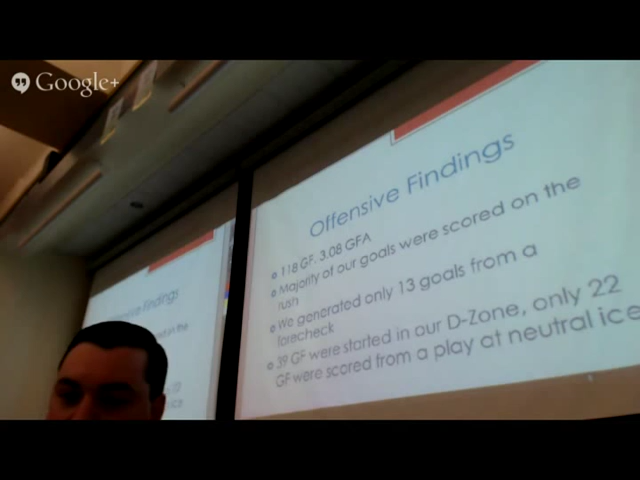 Google+
Offensive Findings
118 GF. 3.08 GFA
Majority of our goals were scored on the
rush
We generated only 13 goals from a
forecheck
39 GF were started in our D-Zone, only 22
GF were scored from a play at neutral ice
Findings